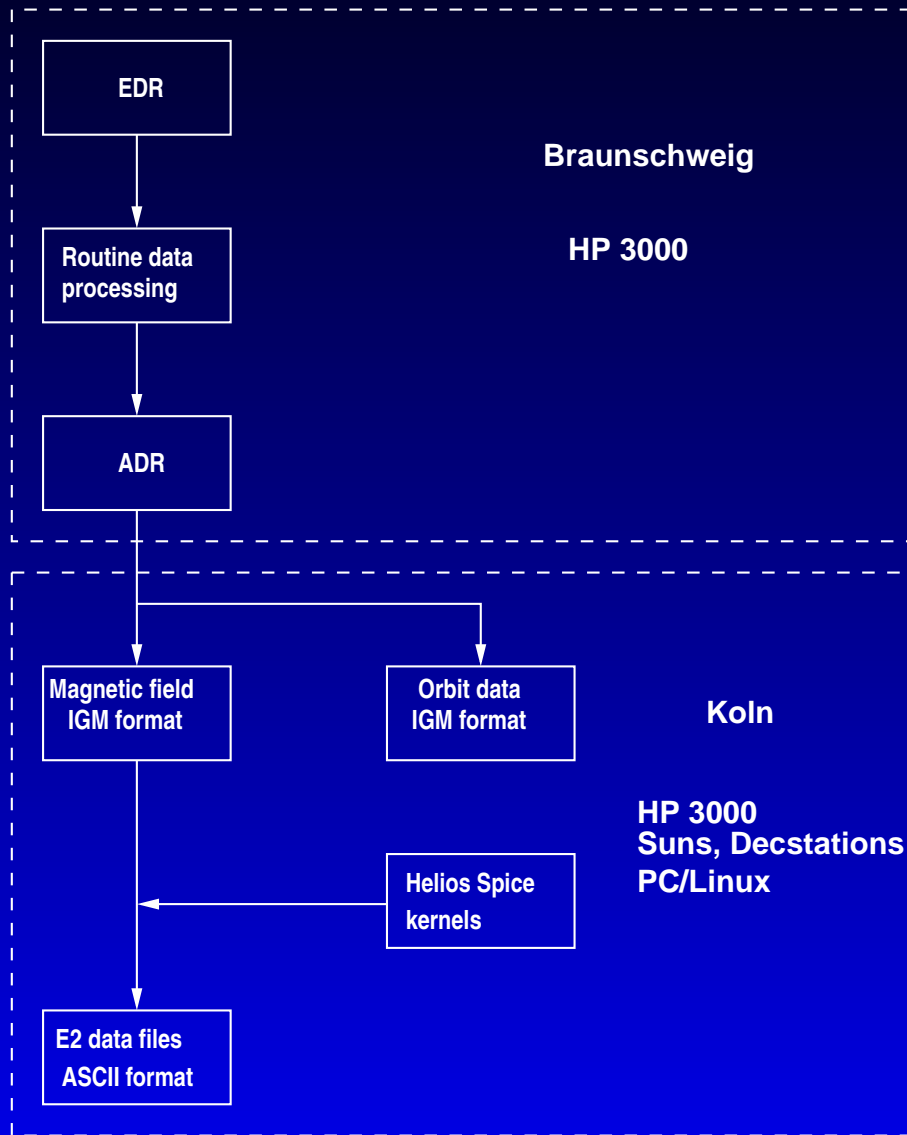 EDR
Braunschweig
HP 3000
Routine data
processing
ADR
Magnetic field
IGM format
Orbit data
IGM format
Koln
HP 3000
Suns, Decstations
PC/Linux
Helios Spice
kernels
E2 data files
ASCII format